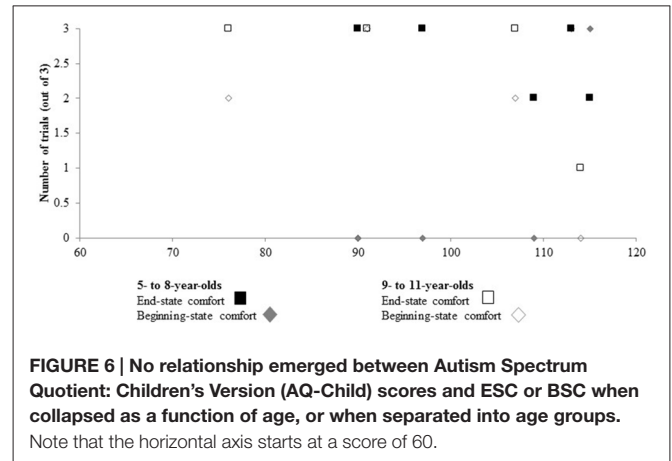 Number of trials (out of 3)
3
2.5
2
1.5
1
0.5
0
60 70 80 90 100 110 120
5- to 8-year-olds 9- to 11-year-olds
End-state comfort End-state comfort
Beginning-state comfort Beginning-state comfort
FIGURE 6 | No relationship emerged between Autism Spectrum
Quotient: Children's Version (AQ-Child) scores and ESC or BSC when
collapsed as a function of age, or when separated into age groups.
Note that the horizontal axis starts at a score of 60.